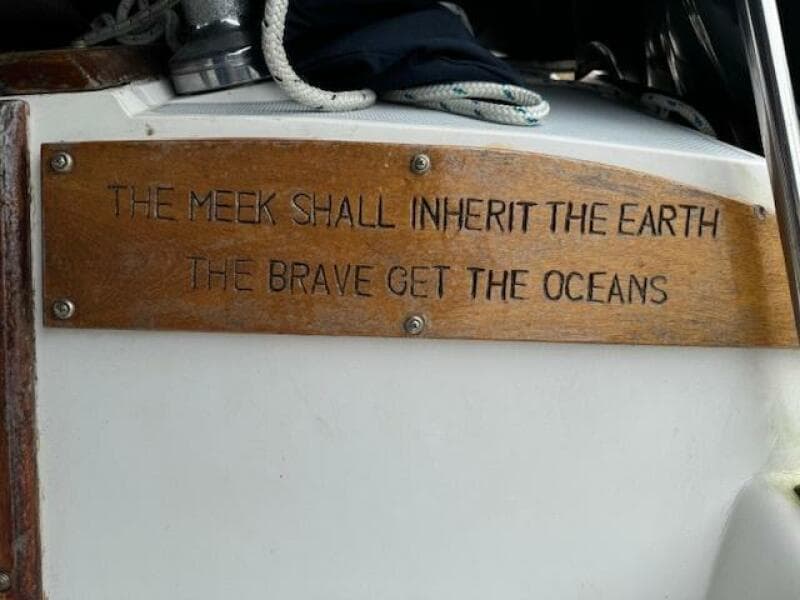 THE MEEK SHALL INHERIT THE EARTH
THE BRAVE GET THE OCEANS